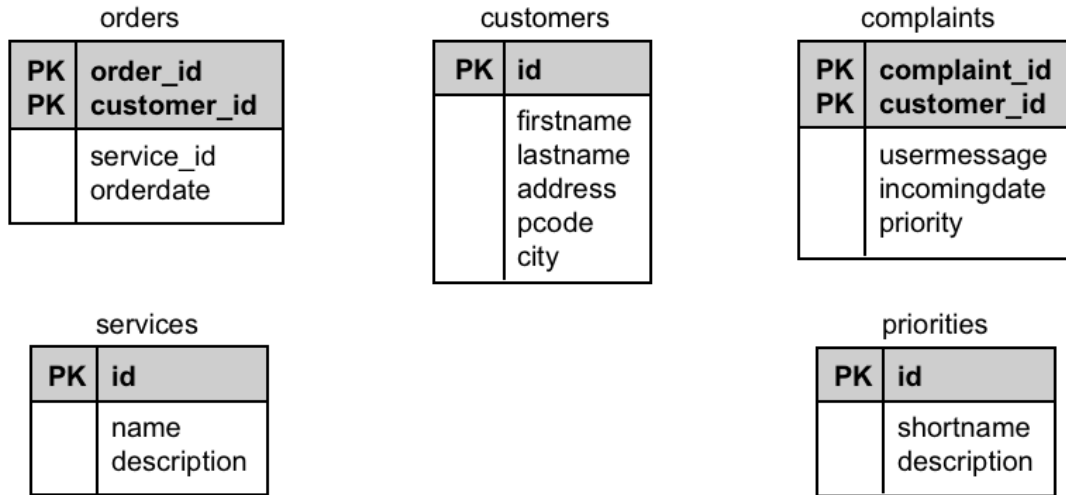 orders
PK order_id
PK customer_id
service_id
orderdate
customers
PK id
firstname
lastname
address
pcode
city
complaints
PK complaint_id
PK customer_id
usermessage
incomingdate
priority
services
PK id
name
description
priorities
PK id
shortname
description